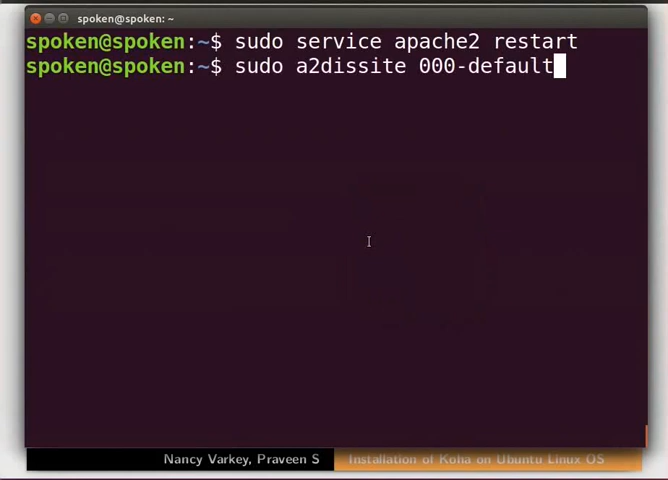 spoken@spoken: ~
spoken@spoken:~$ sudo service apache2 restart
spoken@spoken:~$ sudo a2dissite 000-default
Nancy Varkey, Praveen S
Installation of Koha on Ubuntu Linux OS